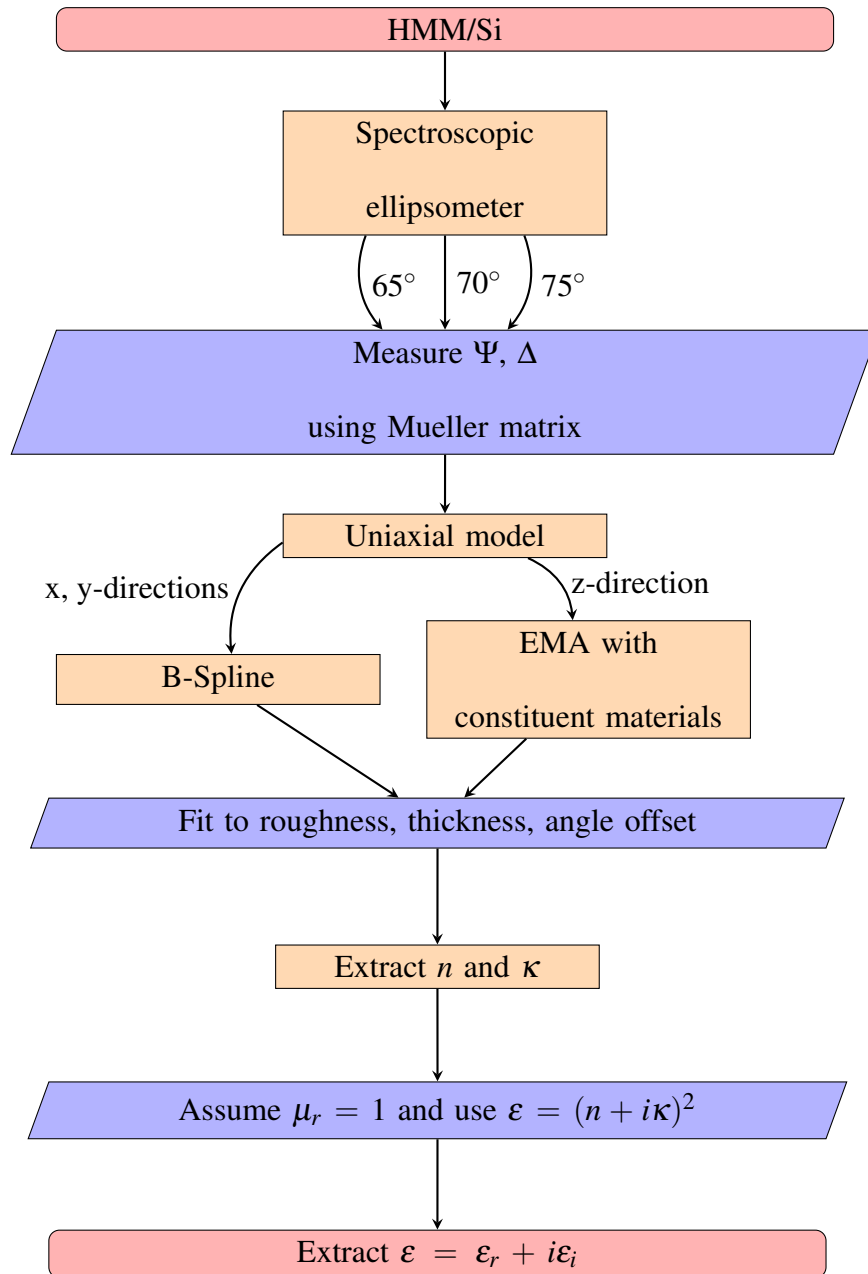 HMM/Si
Spectroscopic
ellipsometer
65° 70° 75°
Measure Ψ, Δ
using Mueller matrix
Uniaxial model
x, y-directions
z-direction
B-Spline
EMA with
constituent materials
Fit to roughness, thickness, angle offset
Extract n and κ
Assume μᵣ = 1 and use ε = (n + iκ)²
Extract ε = εᵣ + iεᵢ